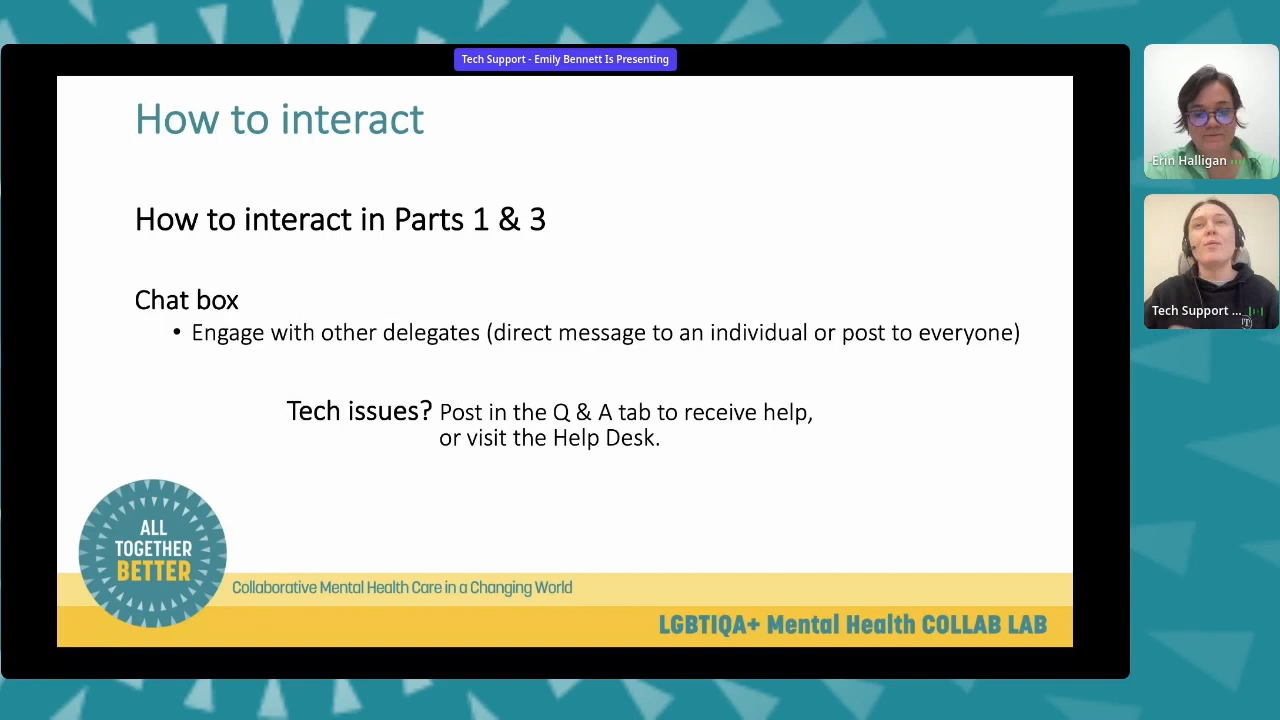 Tech Support - Emily Bennett Is Presenting
How to interact
How to interact in Parts 1 & 3
Chat box
• Engage with other delegates (direct message to an individual or post to everyone)
Tech issues? Post in the Q & A tab to receive help,
or visit the Help Desk.
ALL
TOGETHER
BETTER
Collaborative Mental Health Care in a Changing World
LGBTIQA+ Mental Health COLLAB LAB
Erin Halligan
Tech Support ...